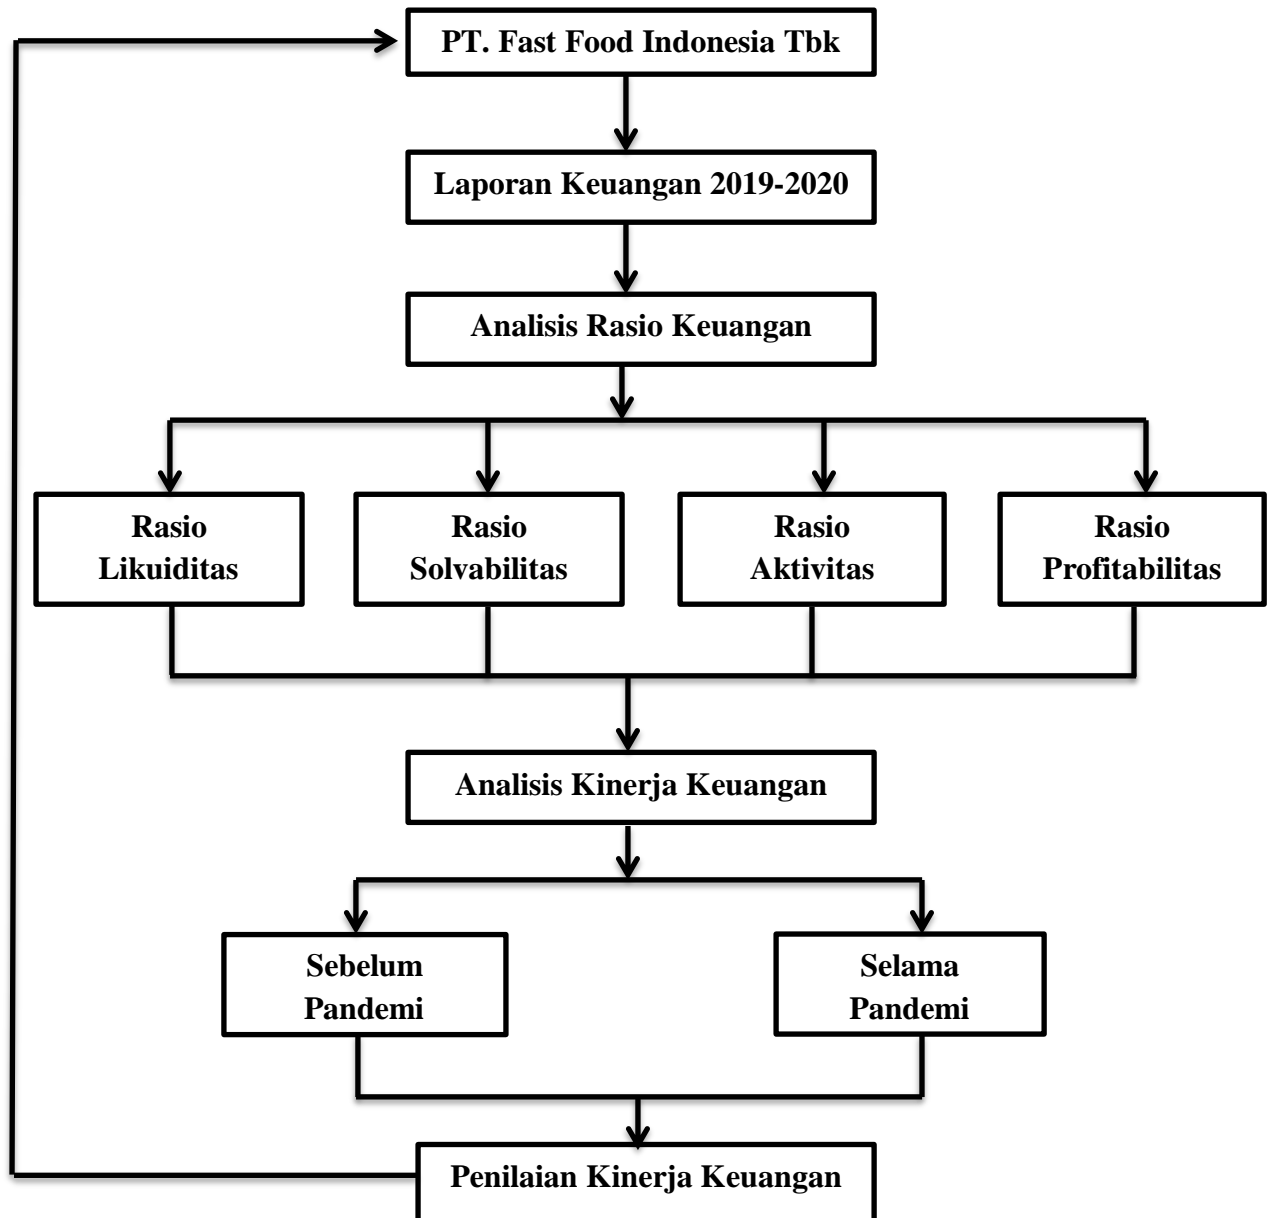 PT. Fast Food Indonesia Tbk
Laporan Keuangan 2019-2020
Analisis Rasio Keuangan
Rasio
Likuiditas
Rasio
Solvabilitas
Rasio
Aktivitas
Rasio
Profitabilitas
Analisis Kinerja Keuangan
Sebelum
Pandemi
Selama
Pandemi
Penilaian Kinerja Keuangan